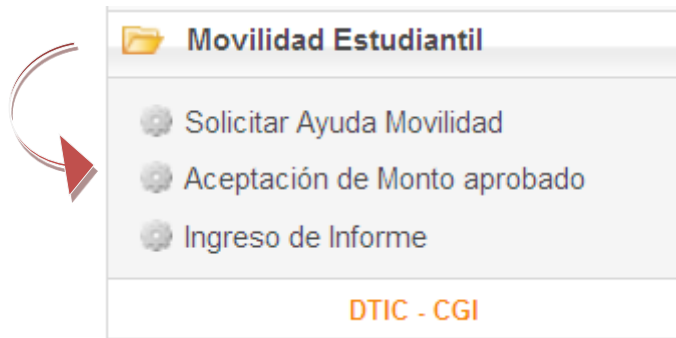 Movilidad Estudiantil
Solicitar Ayuda Movilidad
Aceptación de Monto aprobado
Ingreso de Informe
DTIC - CGI